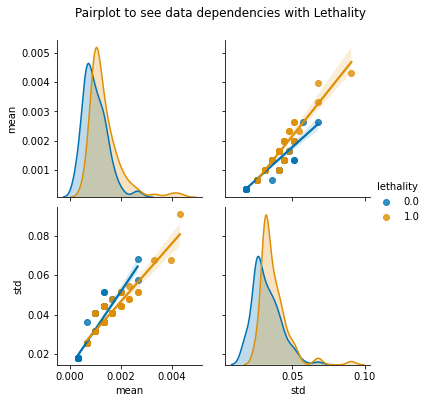 Pairplot to see data dependencies with Lethality
0.005
0.004
0.003
0.002
0.001
mean
lethality
0.0
1.0
0.08
0.06
0.04
0.02
std
0.000 0.002 0.004
mean
0.05 0.10
std